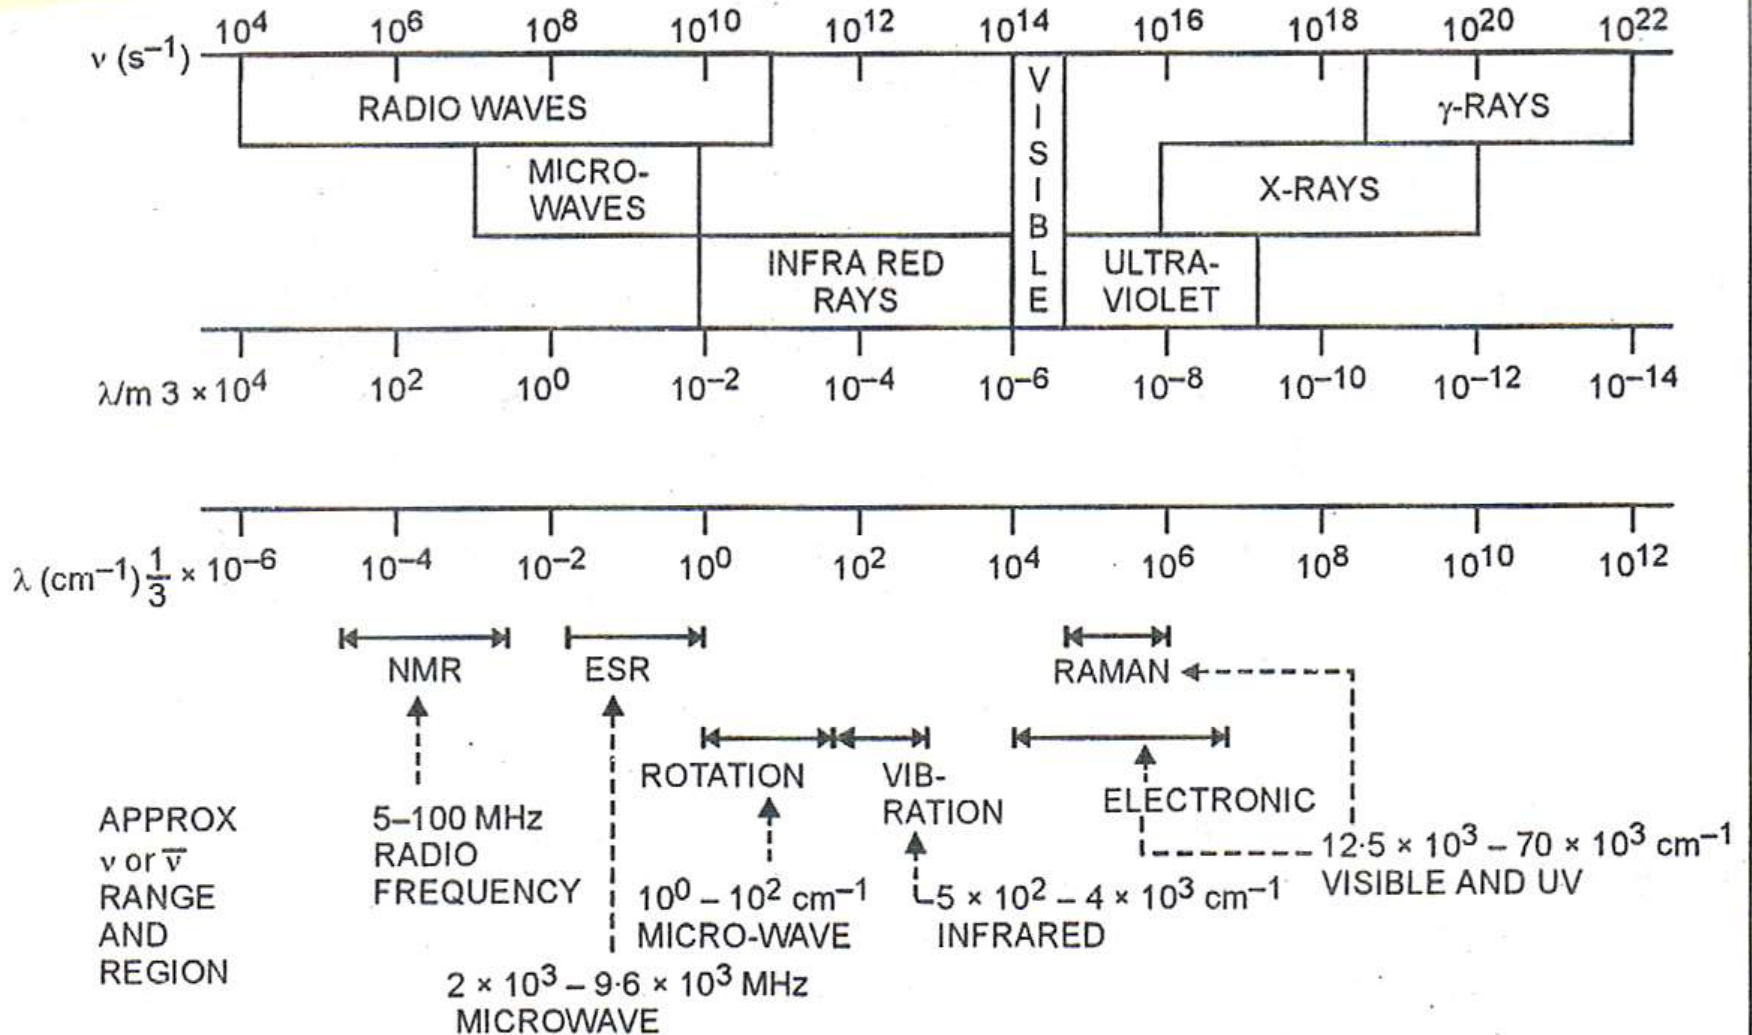 10⁴ 10⁶ 10⁸ 10¹⁰ 10¹² 10¹⁴ 10¹⁶ 10¹⁸ 10²⁰ 10²²
ν (s⁻¹)
RADIO WAVES
VISIBLE
γ-RAYS
MICRO-
WAVES
X-RAYS
INFRA RED
RAYS
ULTRA-
VIOLET
λ/m 3 × 10⁴ 10² 10⁰ 10⁻² 10⁻⁴ 10⁻⁶ 10⁻⁸ 10⁻¹⁰ 10⁻¹² 10⁻¹⁴
λ (cm⁻¹) 1/3 × 10⁻⁶ 10⁻⁴ 10⁻² 10⁰ 10² 10⁴ 10⁶ 10⁸ 10¹⁰ 10¹²
NMR ESR RAMAN
ROTATION
VIB-
RATION
ELECTRONIC
APPROX
ν or ν̅
RANGE
AND
REGION
5–100 MHz
RADIO
FREQUENCY
10⁰ – 10² cm⁻¹
MICRO-WAVE
5 × 10² – 4 × 10³ cm⁻¹
INFRARED
12·5 × 10³ – 70 × 10³ cm⁻¹
VISIBLE AND UV
2 × 10³ – 9·6 × 10³ MHz
MICROWAVE